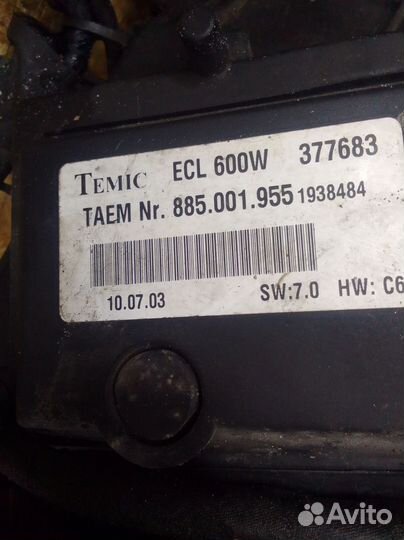 TEMIC ECL 600W 377683
TAEM Nr. 885.001.955 1938484
10.07.03 SW:7.0 HW: C6
Avito